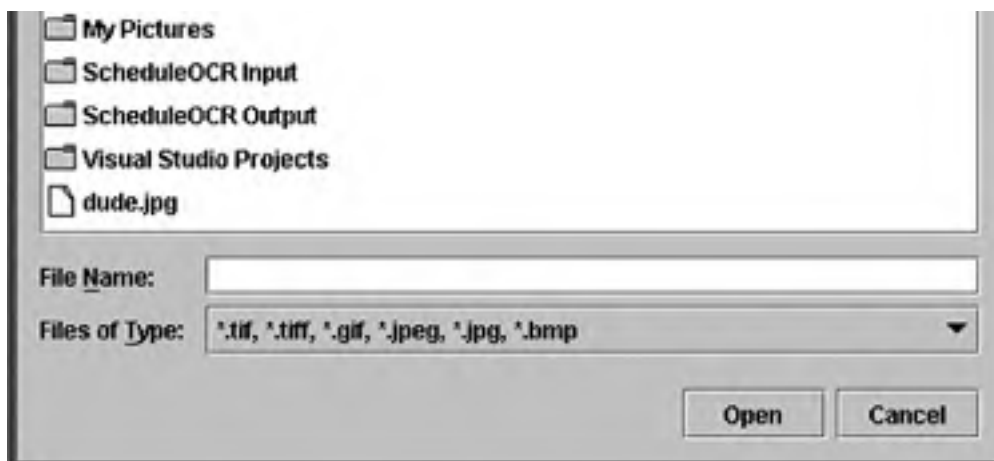 My Pictures
ScheduleOCR Input
ScheduleOCR Output
Visual Studio Projects
dude.jpg
File Name:
Files of Type: *.tif, *.tiff, *.gif, *.jpeg, *.jpg, *.bmp
Open Cancel